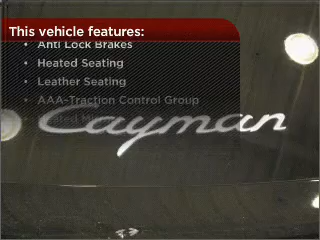 This vehicle features:
• Anti Lock Brakes
• Heated Seating
• Leather Seating
• AAA-Traction Control Group
Cayman